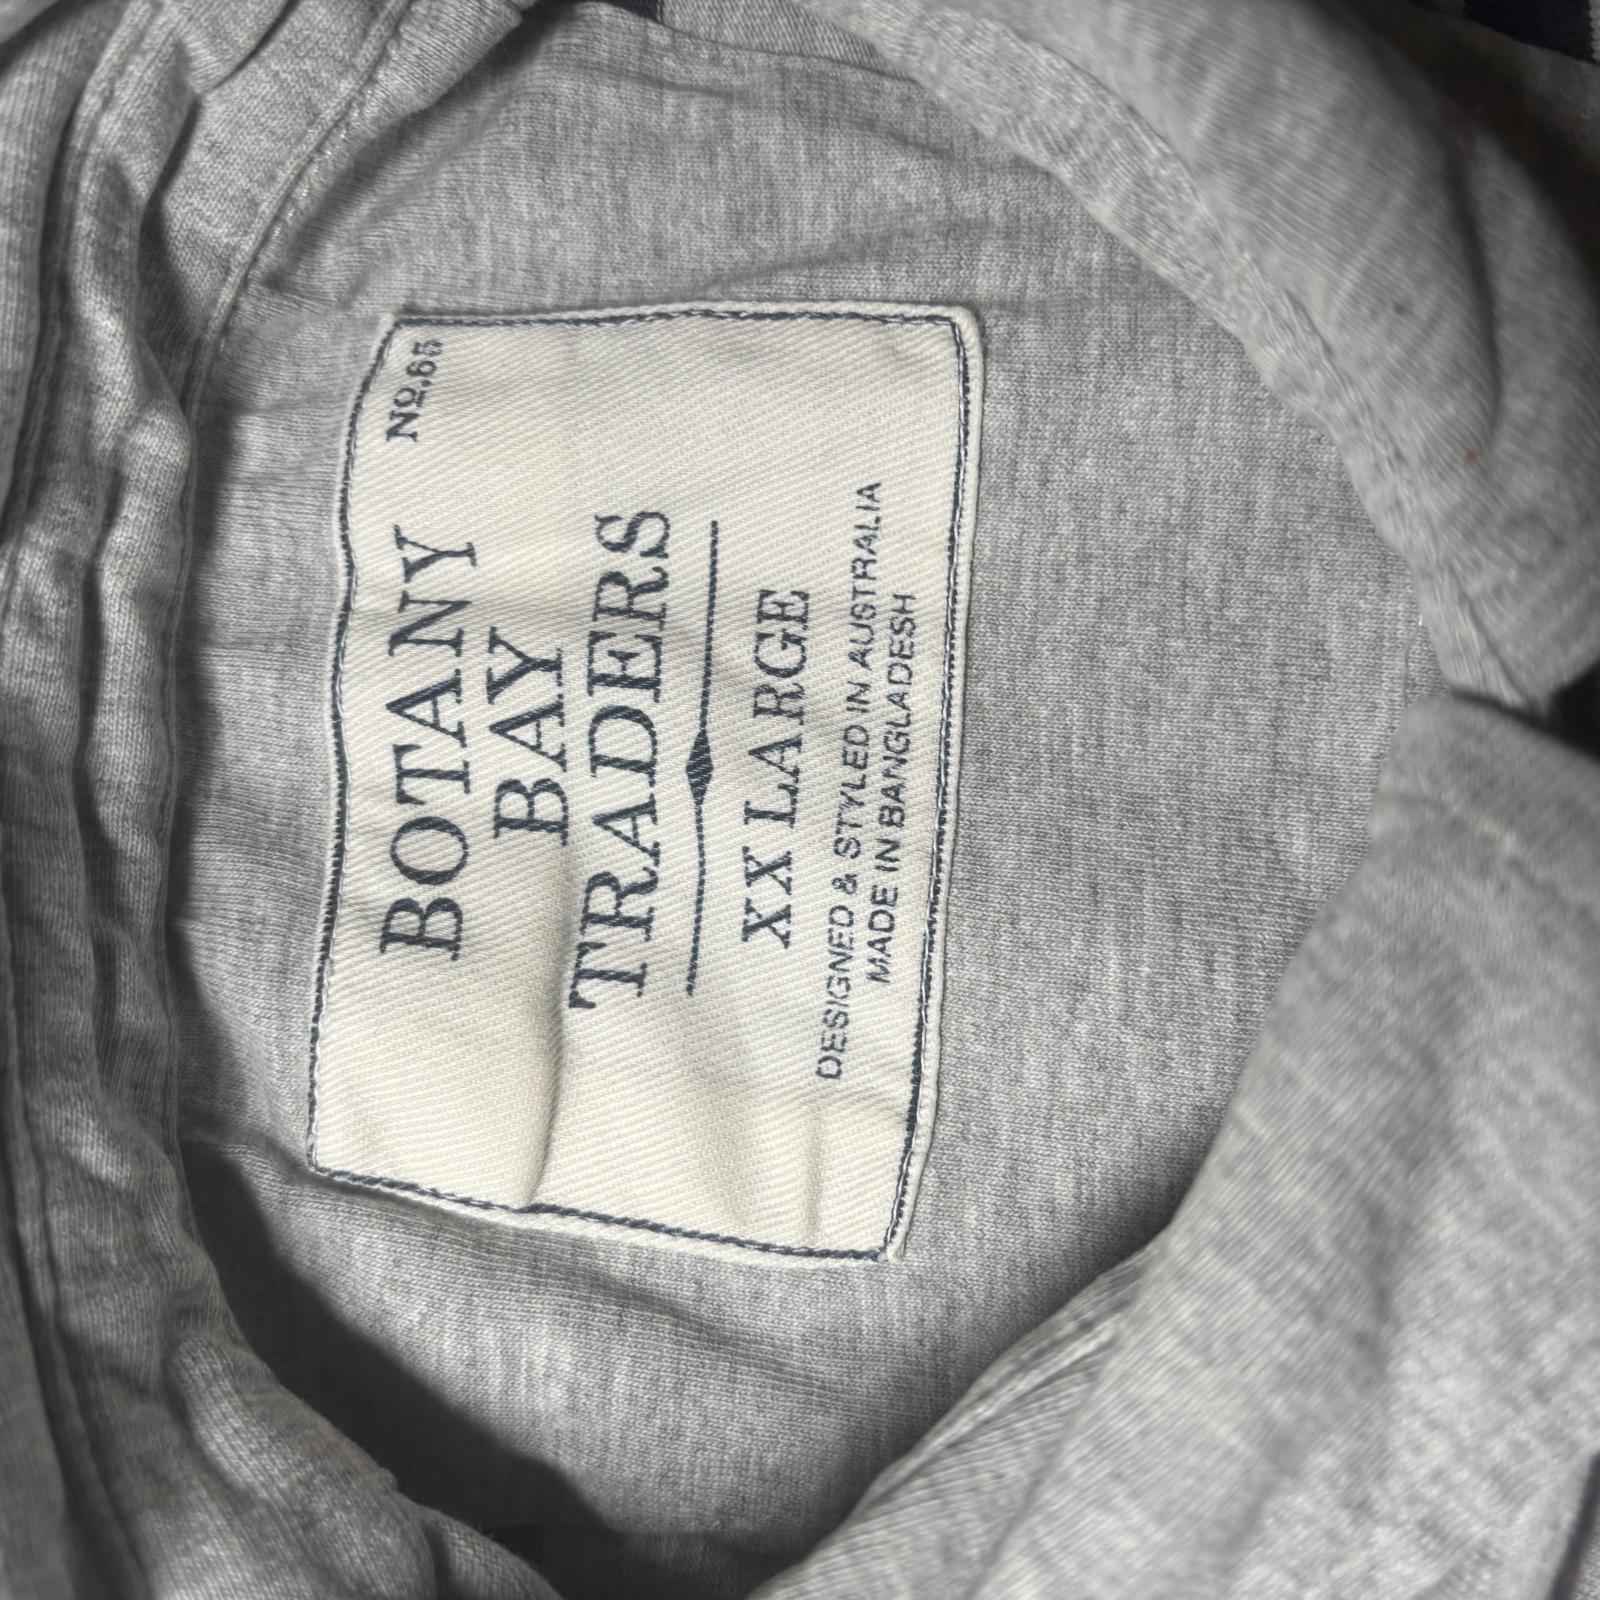 No.65
BOTANY
BAY
TRADERS
XX LARGE
DESIGNED & STYLED IN AUSTRALIA
MADE IN BANGLADESH